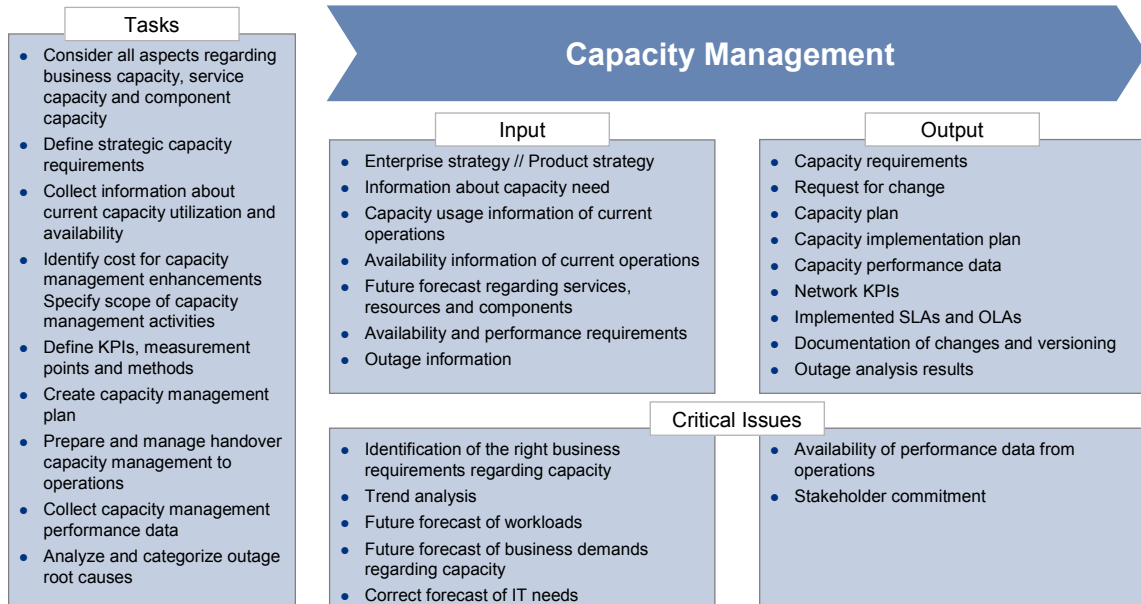 Tasks
• Consider all aspects regarding
business capacity, service
capacity and component
capacity
• Define strategic capacity
requirements
• Collect information about
current capacity utilization and
availability
• Identify cost for capacity
management enhancements
Specify scope of capacity
management activities
• Define KPIs, measurement
points and methods
• Create capacity management
plan
• Prepare and manage handover
capacity management to
operations
• Collect capacity management
performance data
• Analyze and categorize outage
root causes
Capacity Management
Input
• Enterprise strategy // Product strategy
• Information about capacity need
• Capacity usage information of current
operations
• Availability information of current operations
• Future forecast regarding services,
resources and components
• Availability and performance requirements
• Outage information
Output
• Capacity requirements
• Request for change
• Capacity plan
• Capacity implementation plan
• Capacity performance data
• Network KPIs
• Implemented SLAs and OLAs
• Documentation of changes and versioning
• Outage analysis results
Critical Issues
• Identification of the right business
requirements regarding capacity
• Trend analysis
• Future forecast of workloads
• Future forecast of business demands
regarding capacity
• Correct forecast of IT needs
• Availability of performance data from
operations
• Stakeholder commitment